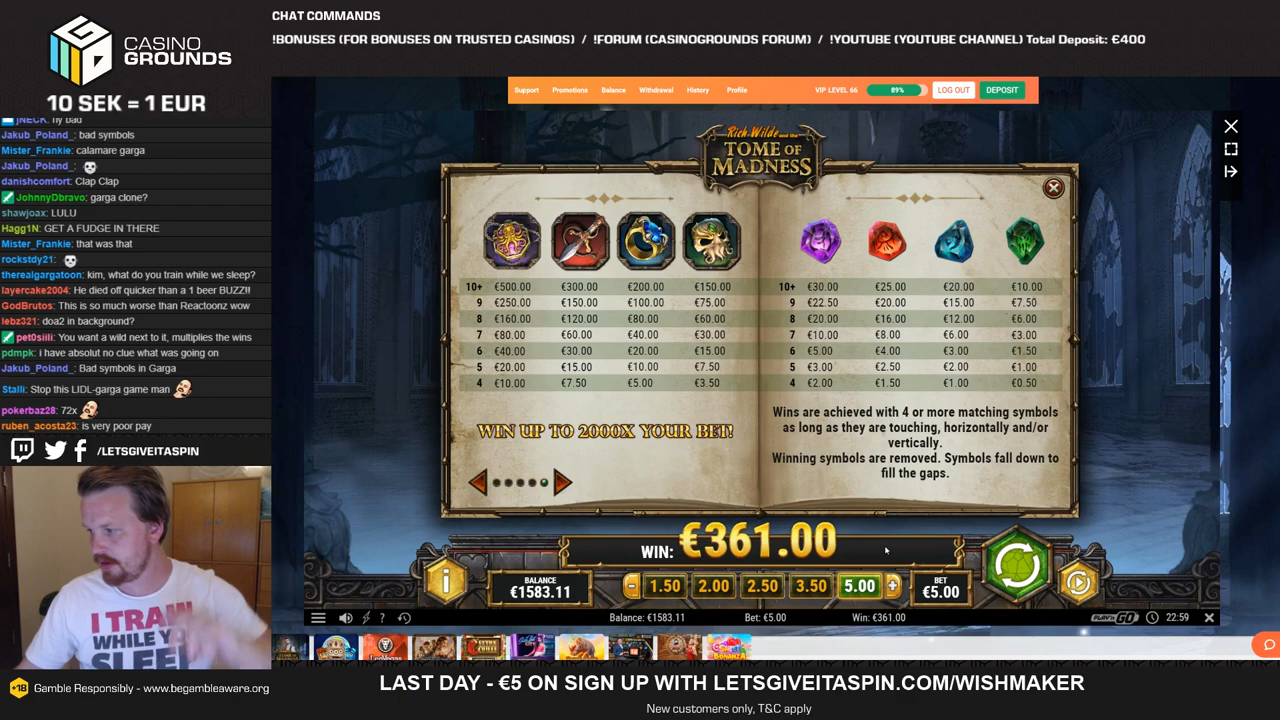 CASINO
GROUNDS
10 SEK = 1 EUR
CHAT COMMANDS
!BONUSES (FOR BONUSES ON TRUSTED CASINOS) / !FORUM (CASINOGROUNDS FORUM) / !YOUTUBE (YOUTUBE CHANNEL) Total Deposit: €400
Support Promotions Balance Withdrawal History Profile VIP LEVEL 66 89% LOG OUT DEPOSIT
Jakub_Poland_: bad symbols
Mister_Frankie: calamare garga
Jakub_Poland_:
danishcomfort: Clap Clap
JohnnyDbravo: garga clone?
shawjoax: LULU
Hagg1N: GET A FUDGE IN THERE
Mister_Frankie: that was that
rockstdy21:
therealgargatoon: kim, what do you train while we sleep?
layercake2004: He died off quicker than a 1 beer BUZZ!!
GodBrutos: This is so much worse than Reactoonz wow
lebz321: doa2 in background?
pet0siili: You want a wild next to it, multiplies the wins
pdmpk: i have absolut no clue what was going on
Jakub_Poland_: Bad symbols in Garga
Stalli: Stop this LIDL-garga game man
pokerbaz28: 72x
ruben_acosta23: is very poor pay
/LETSGIVEITASPIN
I TRAIN
WHILE YO
SLEEP
Rich Wilde and the
TOME OF
MADNESS
10+ €500.00 €300.00 €200.00 €150.00
9 €250.00 €150.00 €100.00 €75.00
8 €160.00 €120.00 €80.00 €60.00
7 €80.00 €60.00 €40.00 €30.00
6 €40.00 €30.00 €20.00 €15.00
5 €20.00 €15.00 €10.00 €7.50
4 €10.00 €7.50 €5.00 €3.50
WIN UP TO 2000X YOUR BET!
10+ €30.00 €25.00 €20.00 €10.00
9 €22.50 €20.00 €15.00 €7.50
8 €20.00 €16.00 €12.00 €6.00
7 €10.00 €8.00 €6.00 €3.00
6 €5.00 €4.00 €3.00 €1.50
5 €3.00 €2.50 €2.00 €1.00
4 €2.00 €1.50 €1.00 €0.50
Wins are achieved with 4 or more matching symbols
as long as they are touching, horizontally and/or
vertically.
Winning symbols are removed. Symbols fall down to
fill the gaps.
WIN: €361.00
BALANCE
€1583.11
1.50 2.00 2.50 3.50 5.00
BET
€5.00
Balance: €1583.11 Bet: €5.00 Win: €361.00 PLAY'n GO 22:59
+18 Gamble Responsibly - www.begambleaware.org
LAST DAY - €5 ON SIGN UP WITH LETSGIVEITASPIN.COM/WISHMAKER
New customers only, T&C apply